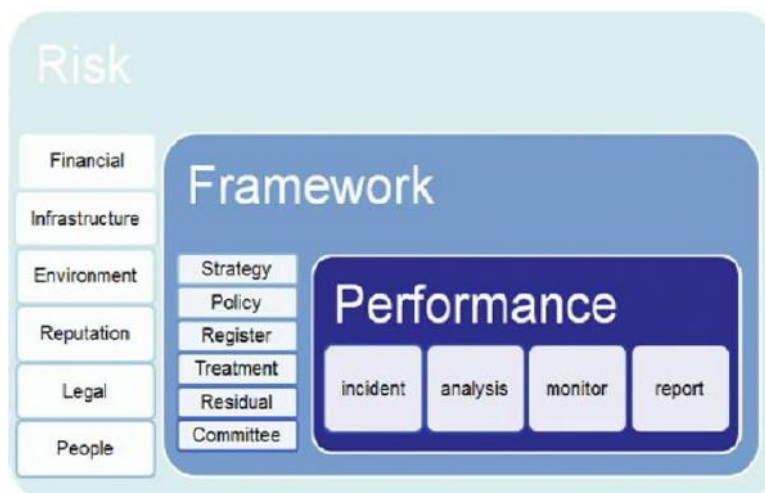 Risk
Financial
Infrastructure
Environment
Reputation
Legal
People
Framework
Strategy
Policy
Register
Treatment
Residual
Committee
Performance
incident
analysis
monitor
report